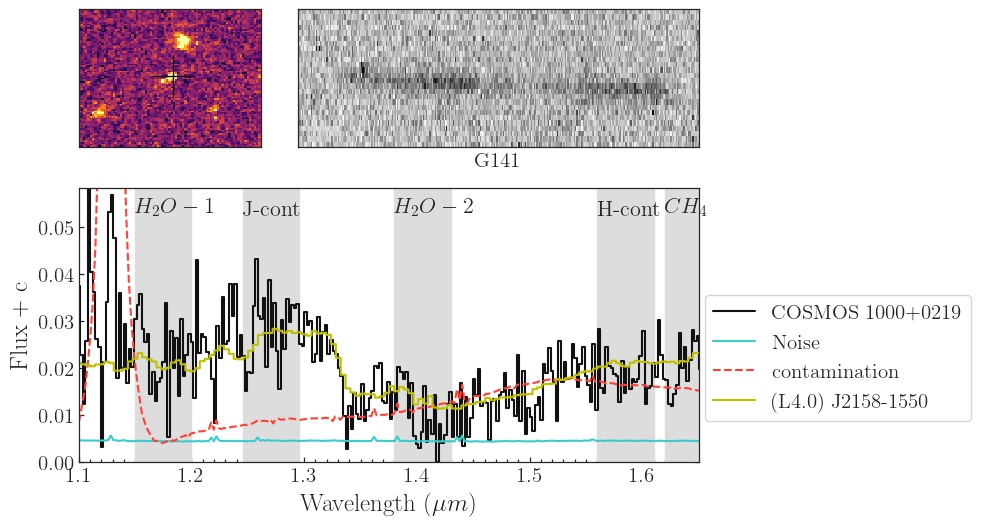 G141
H₂O − 1
J-cont
H₂O − 2
H-cont
CH₄
Flux + c
0.05
0.04
0.03
0.02
0.01
0.00
1.1
1.2
1.3
1.4
1.5
1.6
Wavelength (μm)
COSMOS 1000+0219
Noise
contamination
(L4.0) J2158-1550